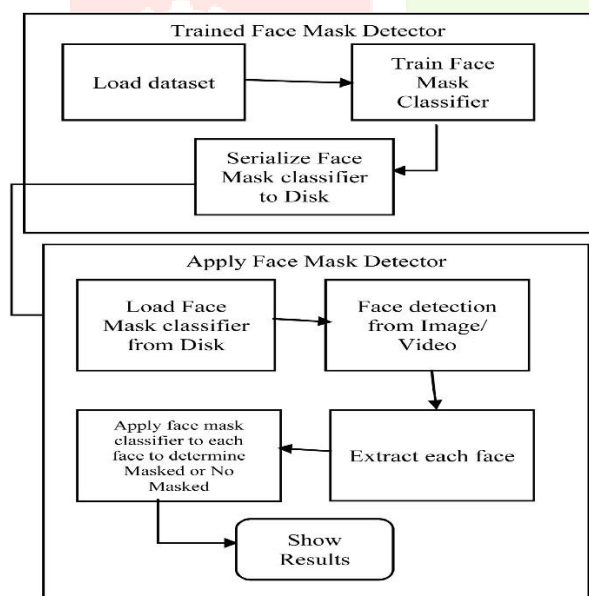 Trained Face Mask Detector
Load dataset
Train Face
Mask
Classifier
Serialize Face
Mask classifier
to Disk
Apply Face Mask Detector
Load Face
Mask classifier
from Disk
Face detection
from Image/
Video
Extract each face
Apply face mask
classifier to each
face to determine
Masked or No
Masked
Show
Results